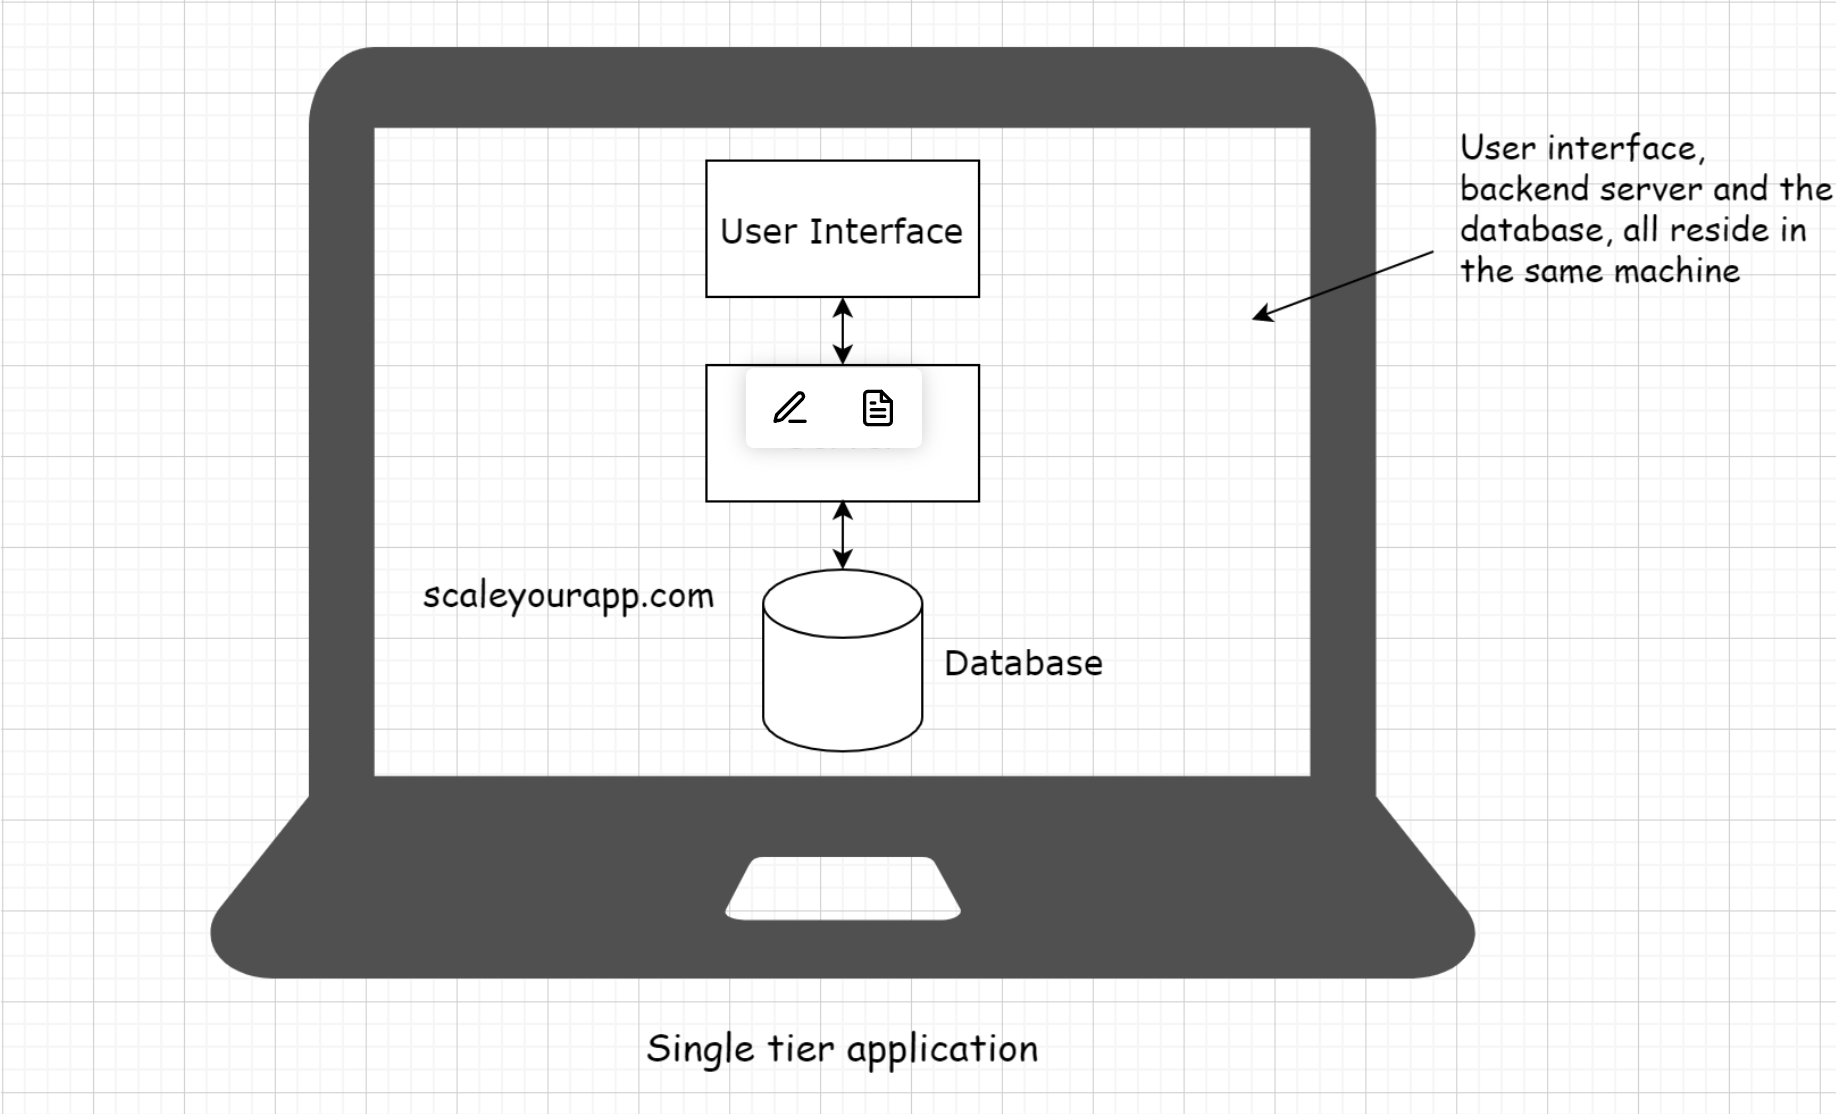 User Interface
User interface,
backend server and the
database, all reside in
the same machine
scaleyourapp.com
Database
Single tier application